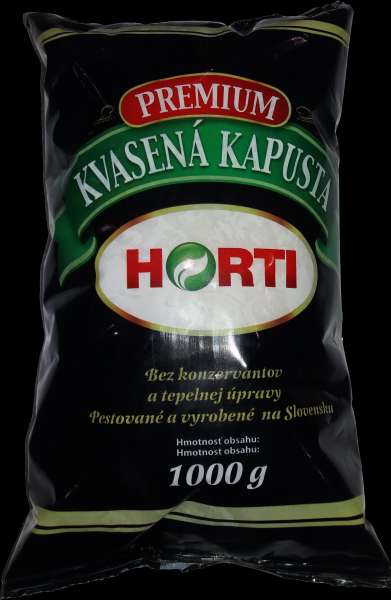 PREMIUM
KVASENÁ KAPUSTA
HORTI
Bez konzervantov
a tepelnej úpravy
Pestované a vyrobené na Slovensku
Hmotnosť obsahu:
Hmotnost obsahu:
1000 g